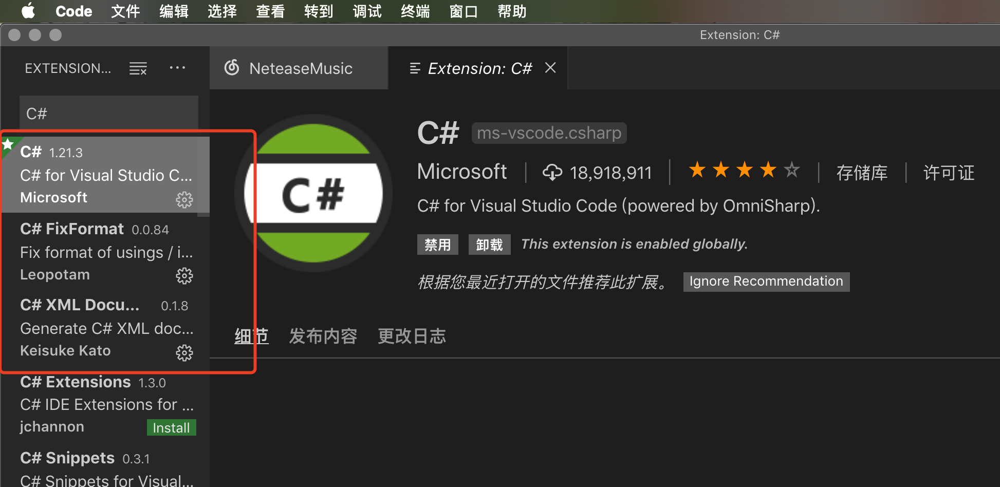 Code 文件 编辑 选择 查看 转到 调试 终端 窗口 帮助
Extension: C#
EXTENSION...
NeteaseMusic
Extension: C#
C#
C# 1.21.3
C# for Visual Studio C...
Microsoft
C# FixFormat 0.0.84
Fix format of usings / i...
Leopotam
C# XML Docu... 0.1.8
Generate C# XML doc...
Keisuke Kato
C# Extensions 1.3.0
C# IDE Extensions for ...
jchannon
Install
C# Snippets 0.3.1
C# Snippets for Visual...
C#
C# ms-vscode.csharp
Microsoft 18,918,911 存储库 许可证
C# for Visual Studio Code (powered by OmniSharp).
禁用 卸载 This extension is enabled globally.
根据您最近打开的文件推荐此扩展。 Ignore Recommendation
细节 发布内容 更改日志